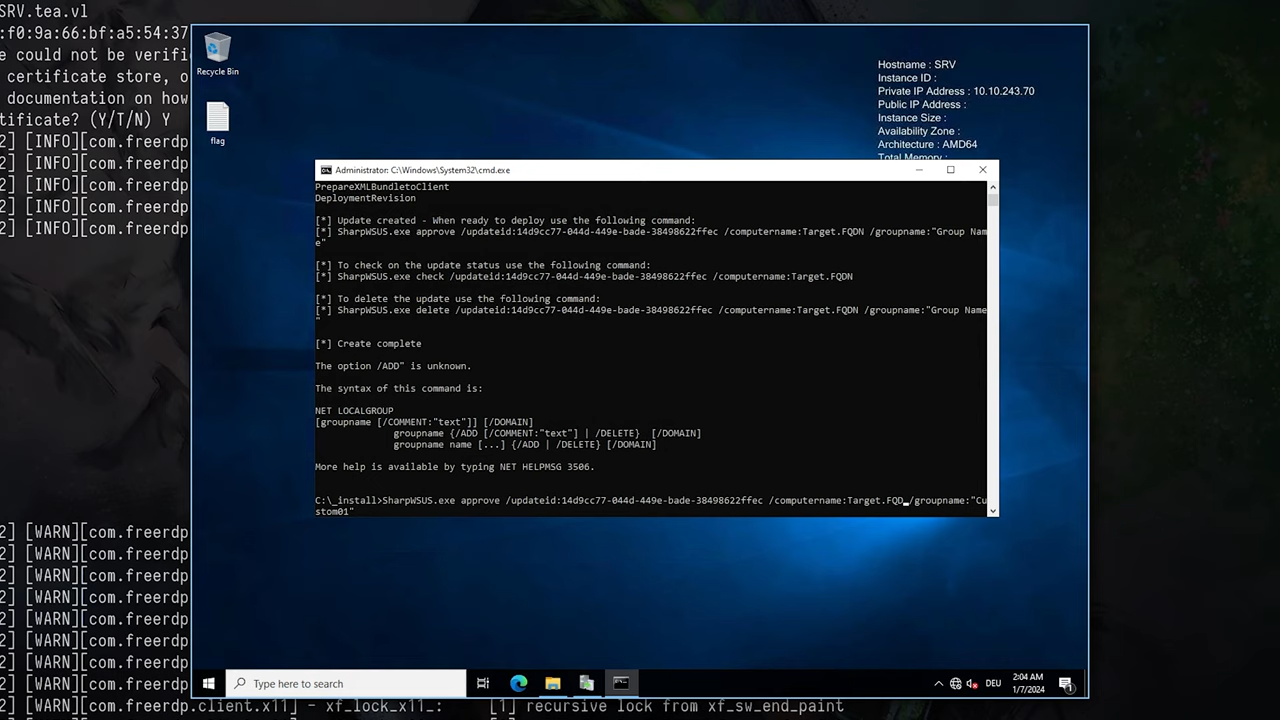 SRV.tea.vl
:f0:9a:66:bf:a5:54:37
e could not be verifi
certificate store, o
documentation on how
tificate? (Y/T/N) Y
2] [INFO][com.freerdp
2] [INFO][com.freerdp
2] [INFO][com.freerdp
2] [INFO][com.freerdp
2] [INFO][com.freerdp
Recycle Bin
flag
Hostname : SRV
Instance ID :
Private IP Address : 10.10.243.70
Public IP Address :
Instance Size :
Availability Zone :
Architecture : AMD64
Total Memory :
Administrator: C:\Windows\System32\cmd.exe
PrepareXMLBundletoClient
DeploymentRevision
[*] Update created - When ready to deploy use the following command:
[*] SharpWSUS.exe approve /updateid:14d9cc77-044d-449e-bade-38498622ffec /computername:Target.FQDN /groupname:"Group Nam
e"
[*] To check on the update status use the following command:
[*] SharpWSUS.exe check /updateid:14d9cc77-044d-449e-bade-38498622ffec /computername:Target.FQDN
[*] To delete the update use the following command:
[*] SharpWSUS.exe delete /updateid:14d9cc77-044d-449e-bade-38498622ffec /computername:Target.FQDN /groupname:"Group Name
"
[*] Create complete
The option /ADD" is unknown.
The syntax of this command is:
NET LOCALGROUP
[groupname [/COMMENT:"text"]] [/DOMAIN]
groupname {/ADD [/COMMENT:"text"] | /DELETE} [/DOMAIN]
groupname name [...] {/ADD | /DELETE} [/DOMAIN]
More help is available by typing NET HELPMSG 3506.
C:\_install>SharpWSUS.exe approve /updateid:14d9cc77-044d-449e-bade-38498622ffec /computername:Target.FQD_/groupname:"Cu
stom01"
2] [WARN][com.freerdp
2] [WARN][com.freerdp
2] [WARN][com.freerdp
2] [WARN][com.freerdp
2] [WARN][com.freerdp
2] [WARN][com.freerdp
2] [WARN][com.freerdp
2] [WARN][com.freerdp
Type here to search
DEU
2:04 AM
1/7/2024
1
2] [WARN][com.freerdp.client.x11] - xf_lock_x11_: [1] recursive lock from xf_sw_end_paint